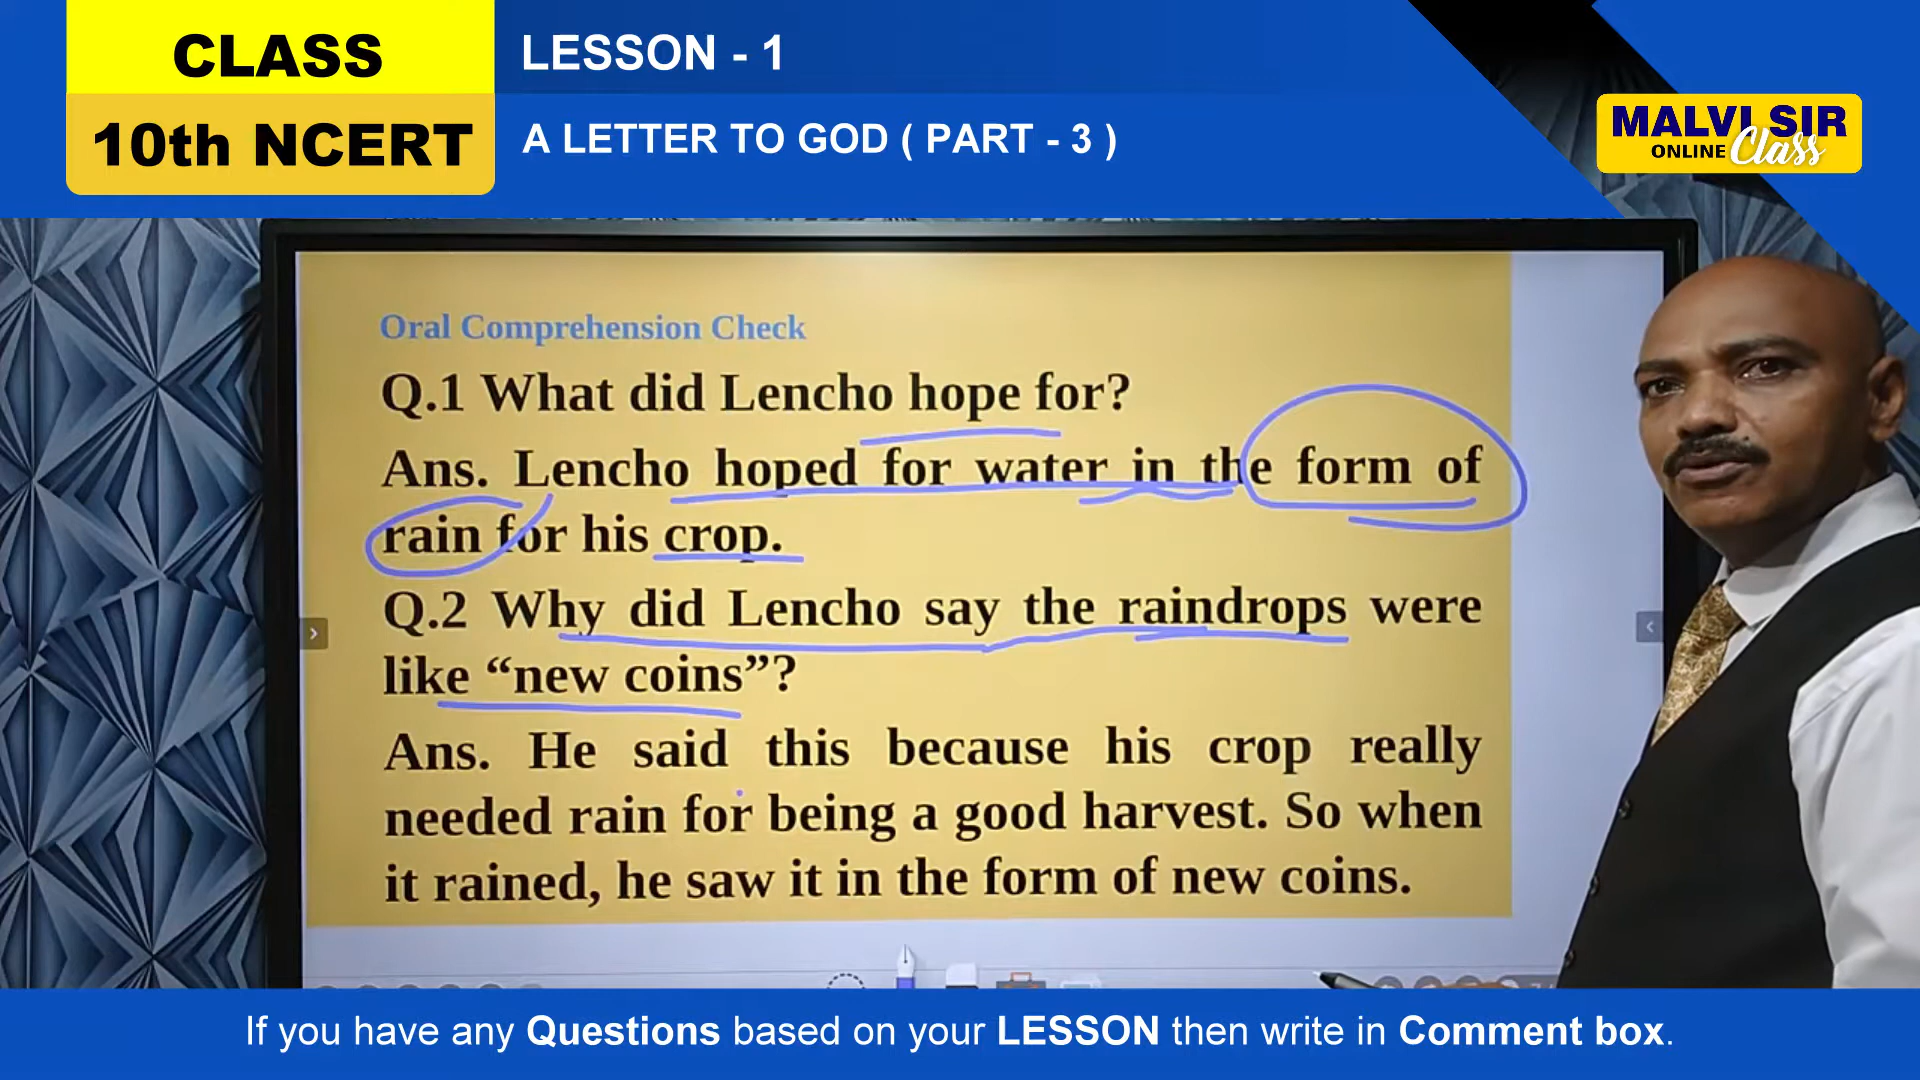 CLASS
10th NCERT
LESSON - 1
A LETTER TO GOD ( PART - 3 )
MALVI SIR
ONLINE Class
Oral Comprehension Check
Q.1 What did Lencho hope for?
Ans. Lencho hoped for water in the form of
rain for his crop.
Q.2 Why did Lencho say the raindrops were
like “new coins”?
Ans. He said this because his crop really
needed rain for being a good harvest. So when
it rained, he saw it in the form of new coins.
If you have any Questions based on your LESSON then write in Comment box.